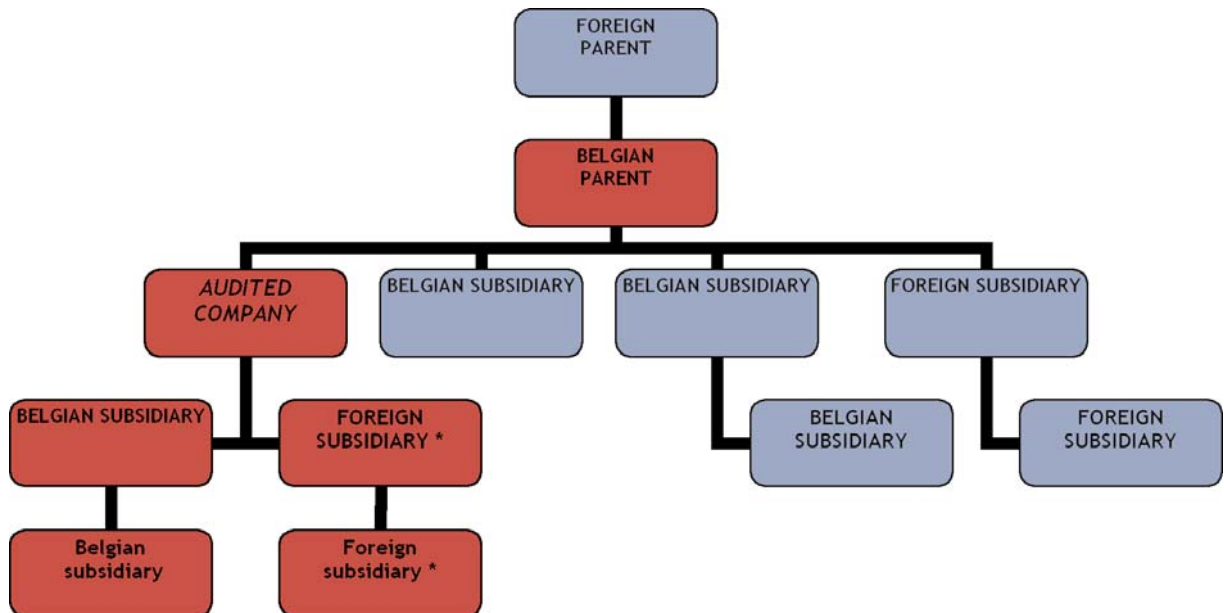 FOREIGN
PARENT
BELGIAN
PARENT
AUDITED
COMPANY
BELGIAN SUBSIDIARY
BELGIAN SUBSIDIARY
FOREIGN SUBSIDIARY
BELGIAN SUBSIDIARY
FOREIGN
SUBSIDIARY *
BELGIAN
SUBSIDIARY
FOREIGN
SUBSIDIARY
Belgian
subsidiary
Foreign
subsidiary *